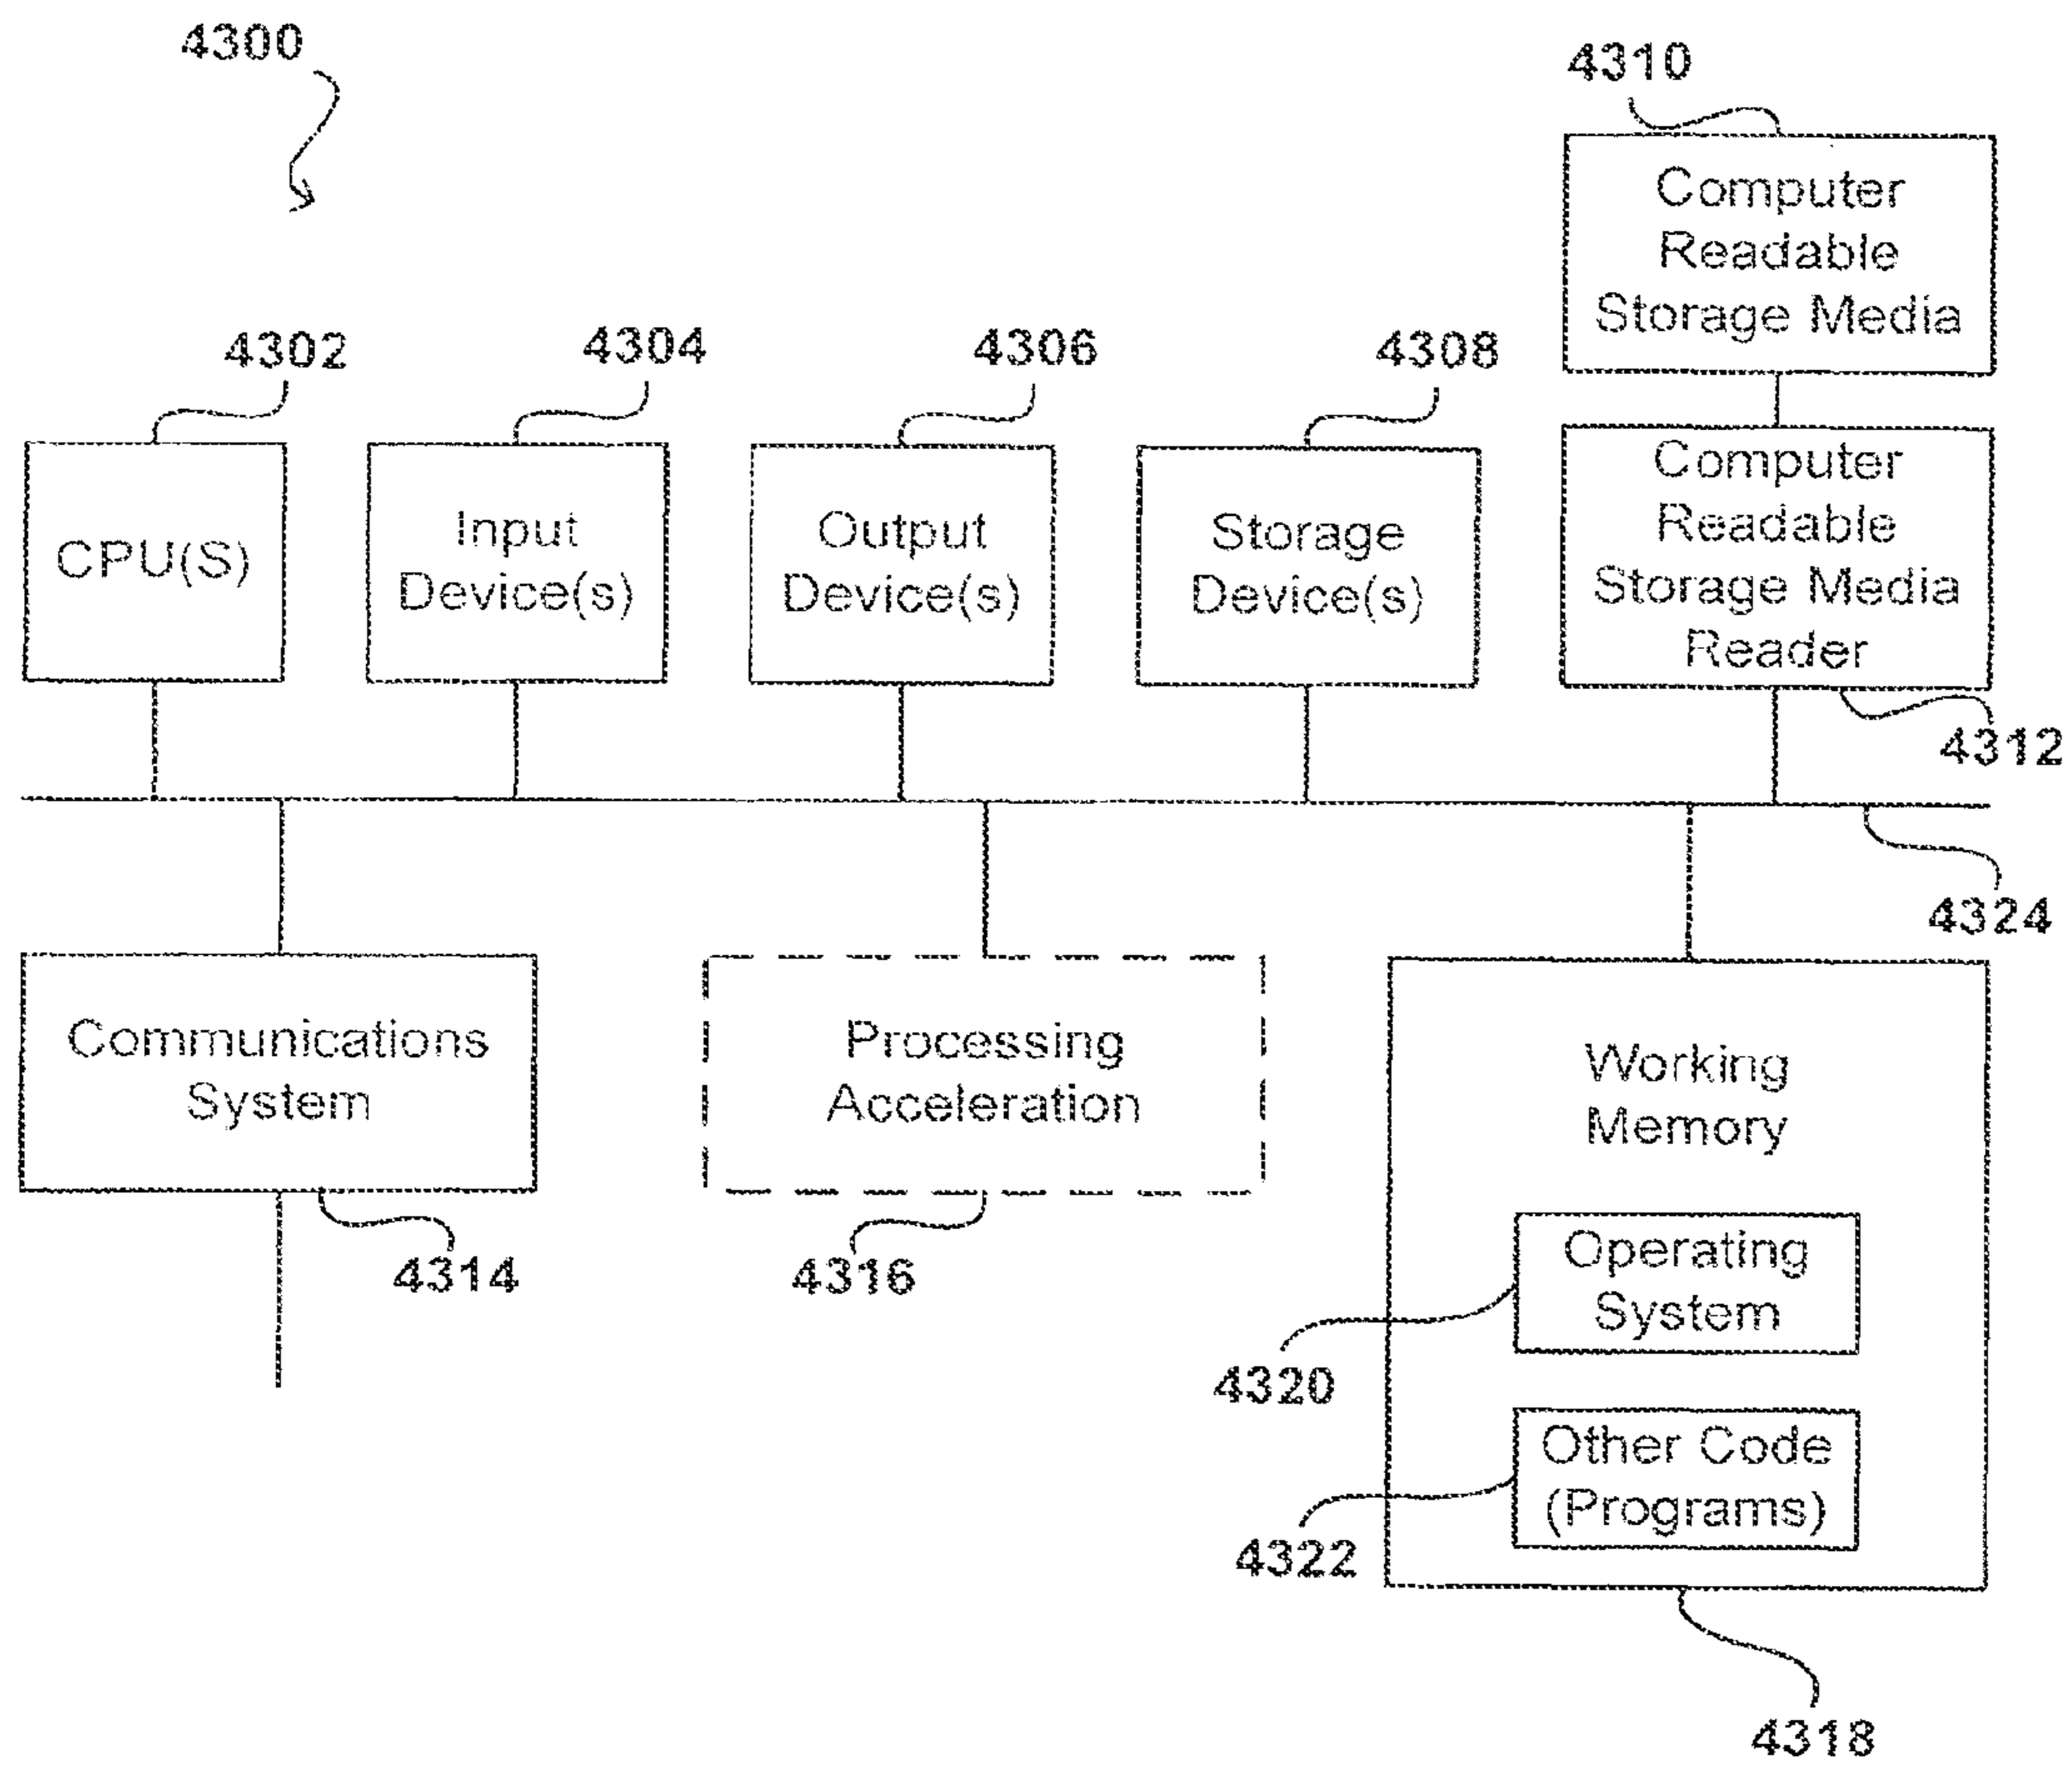 4300
4310
Computer
Readable
Storage Media
4302
4304
4306
4308
CPU(S)
Input
Device(s)
Output
Device(s)
Storage
Device(s)
Computer
Readable
Storage Media
Reader
4312
4324
Communications
System
4314
Processing
Acceleration
4316
Working
Memory
Operating
System
4320
Other Code
(Programs)
4322
4318